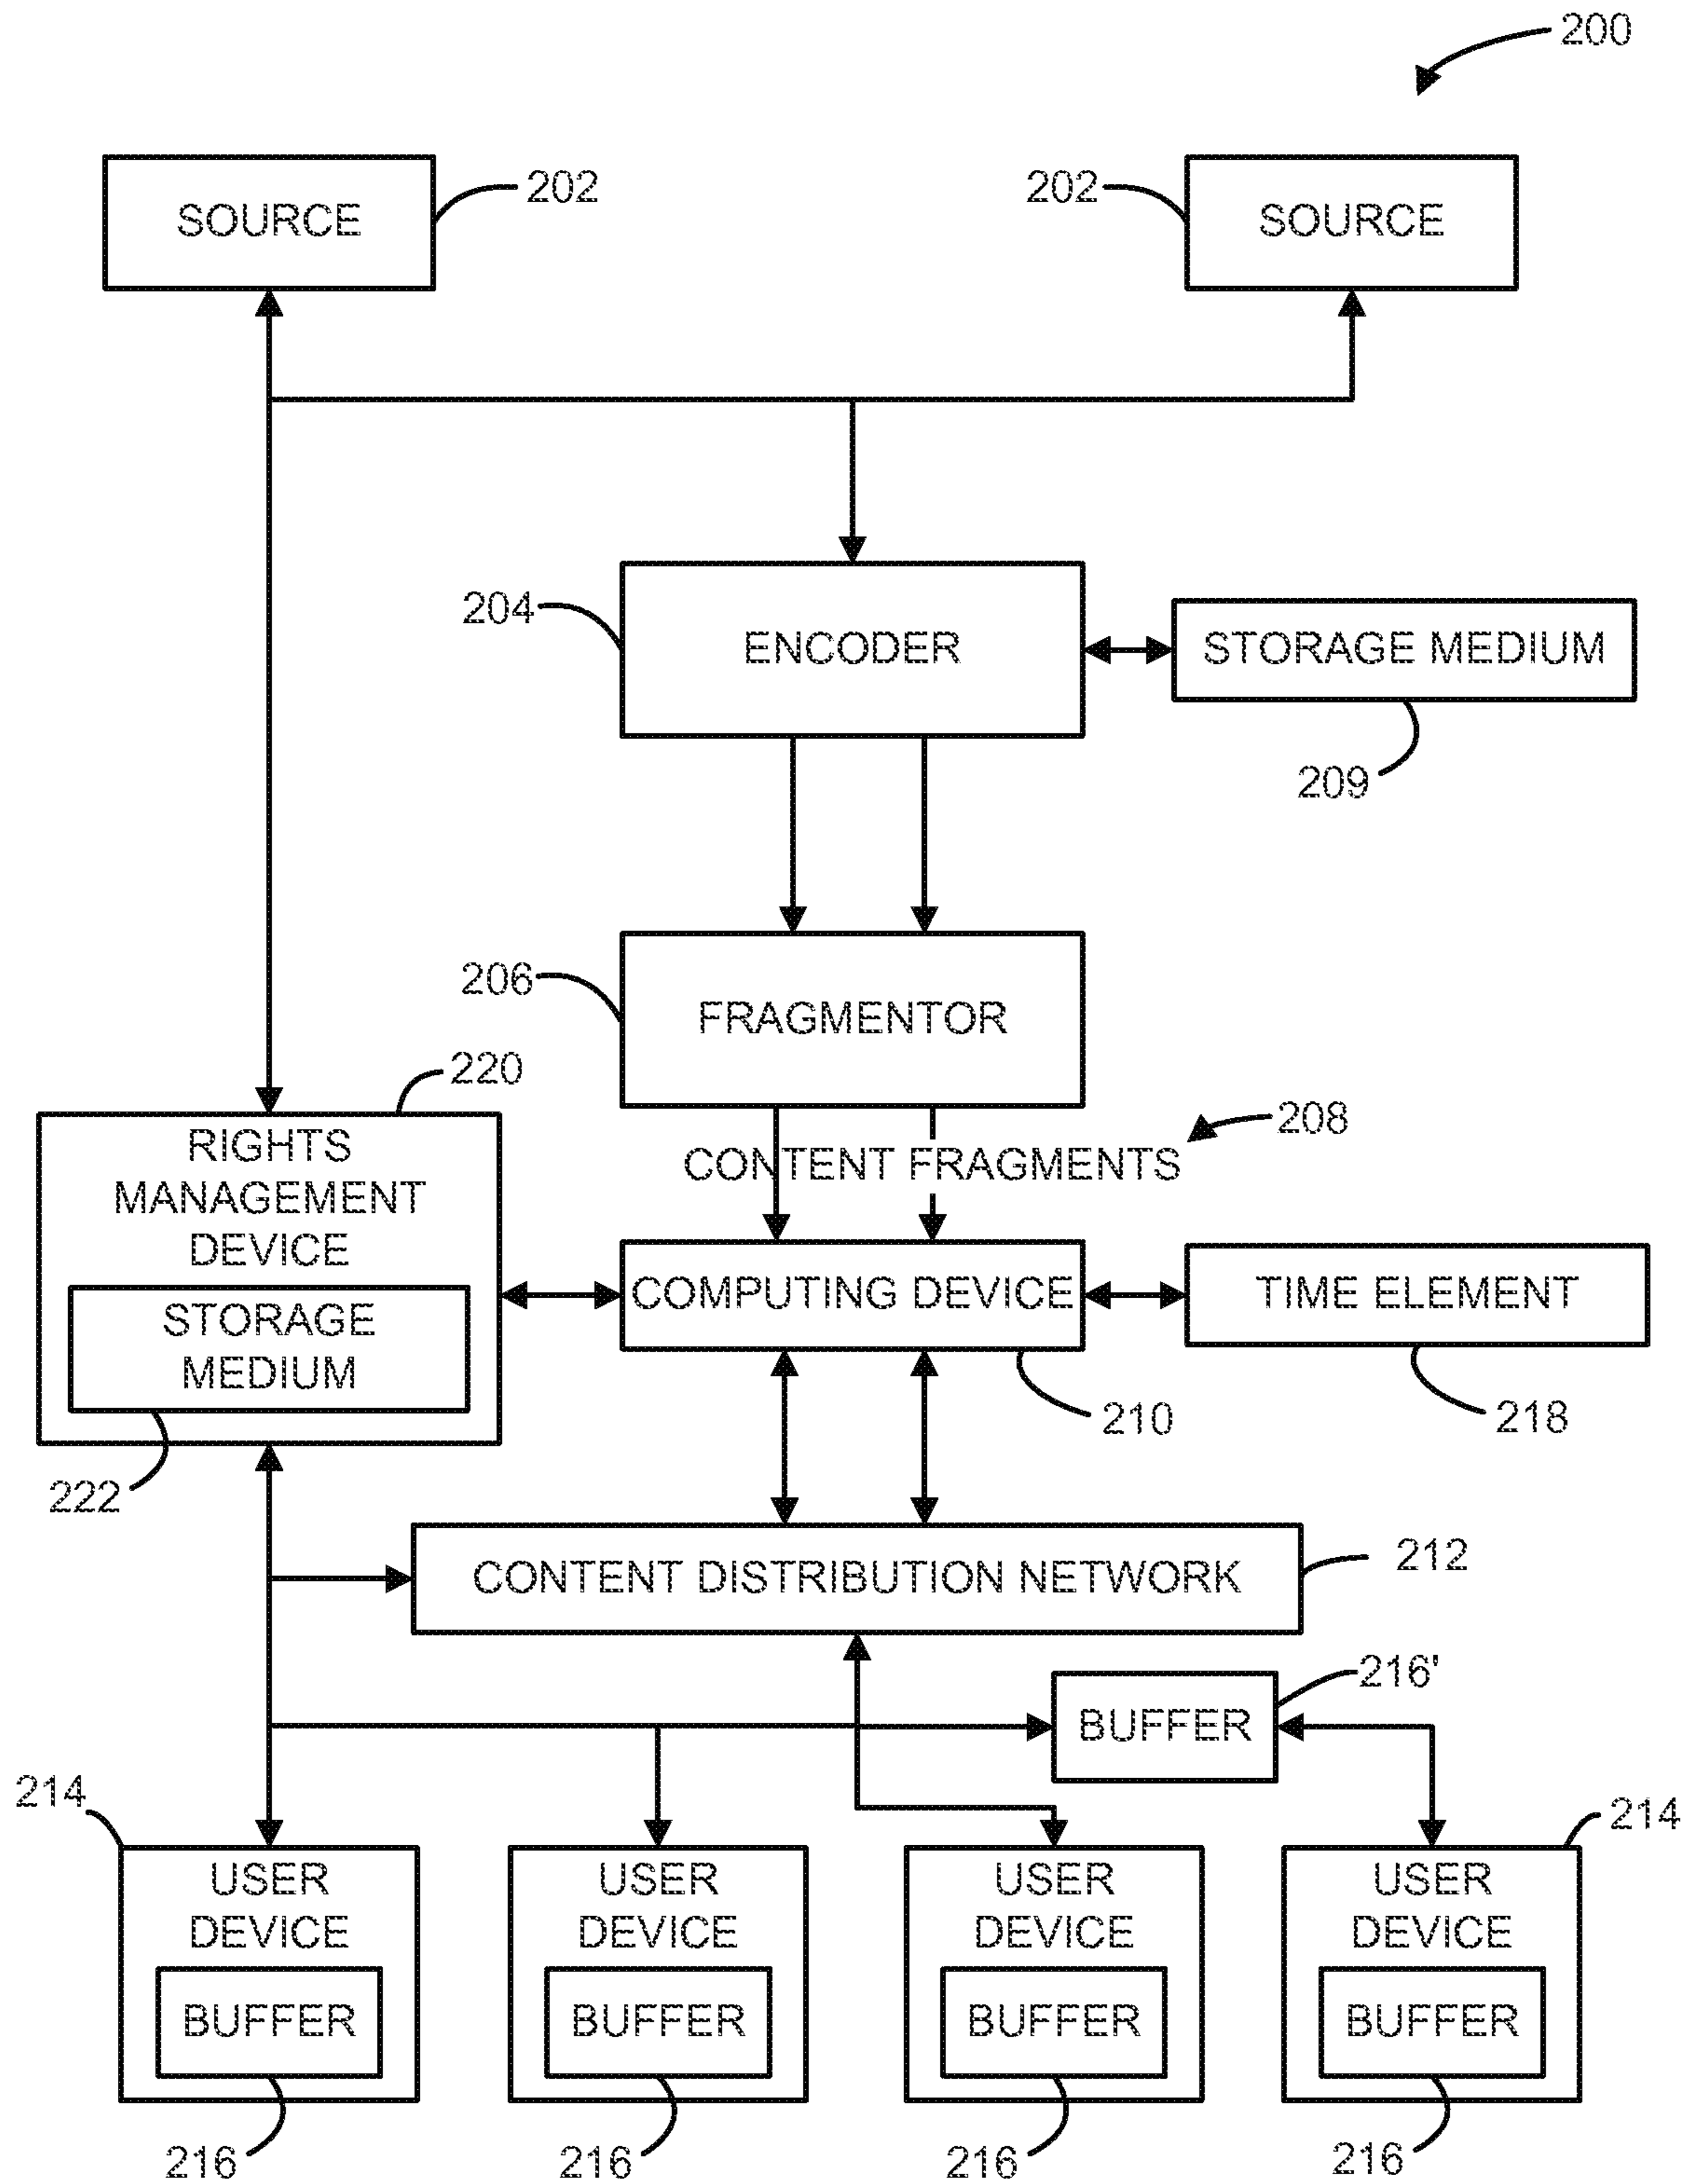 200
SOURCE
202
202
SOURCE
204
ENCODER
STORAGE MEDIUM
209
206
FRAGMENTOR
220
RIGHTS
MANAGEMENT
DEVICE
STORAGE
MEDIUM
222
208
CONTENT FRAGMENTS
COMPUTING DEVICE
TIME ELEMENT
210
218
CONTENT DISTRIBUTION NETWORK
212
216'
BUFFER
214
214
USER
DEVICE
BUFFER
USER
DEVICE
BUFFER
USER
DEVICE
BUFFER
USER
DEVICE
BUFFER
216
216
216
216